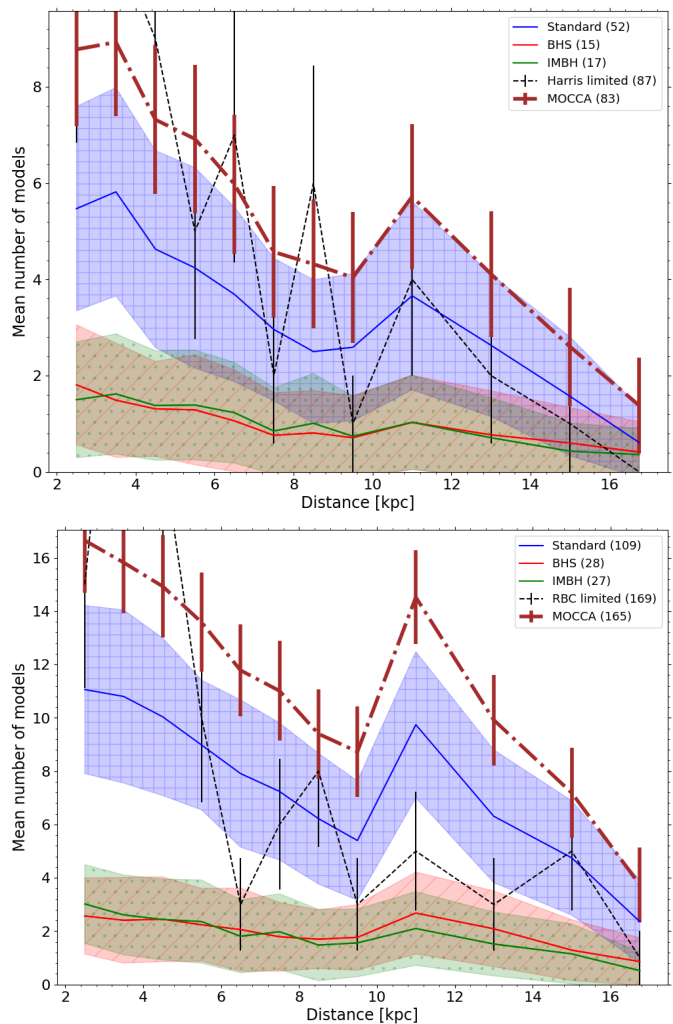 Standard (52)
BHS (15)
IMBH (17)
Harris limited (87)
MOCCA (83)
Mean number of models
8
6
4
2
0
2 4 6 8 10 12 14 16
Distance [kpc]
Standard (109)
BHS (28)
IMBH (27)
RBC limited (169)
MOCCA (165)
Mean number of models
16
14
12
10
8
6
4
2
0
2 4 6 8 10 12 14 16
Distance [kpc]